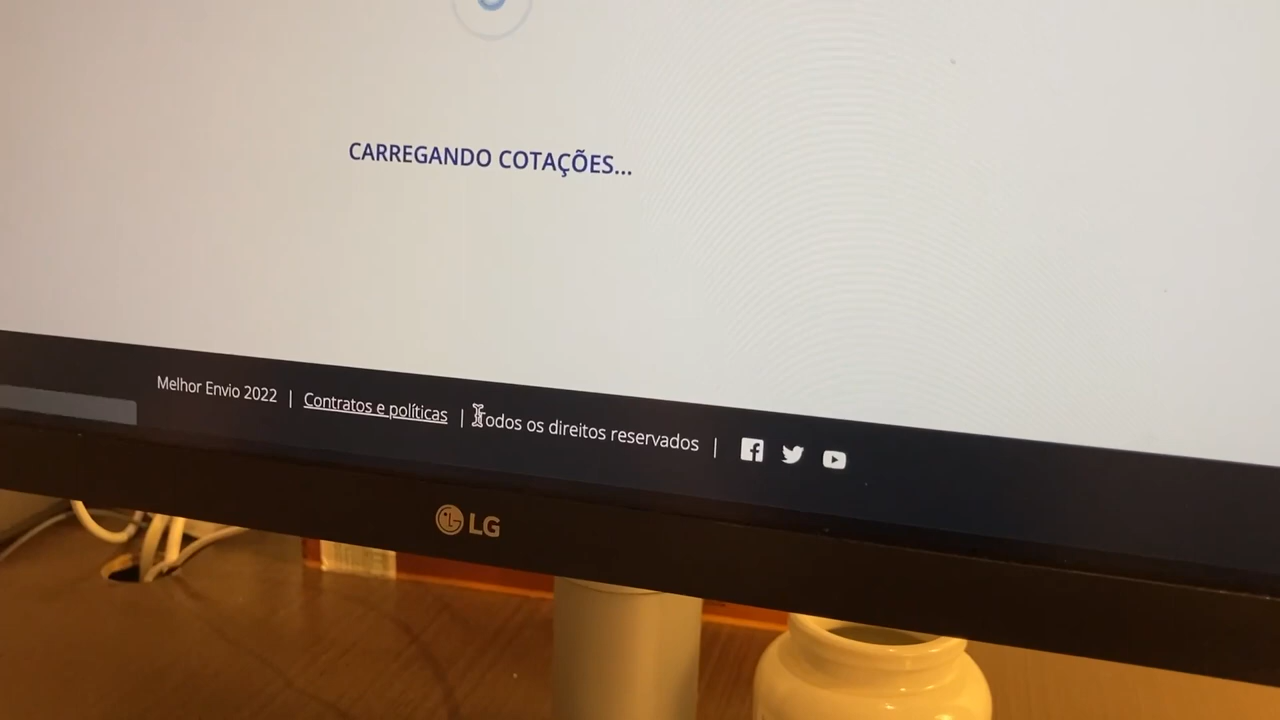 CARREGANDO COTAÇÕES...
Melhor Envio 2022 | Contratos e políticas | Todos os direitos reservados |
LG